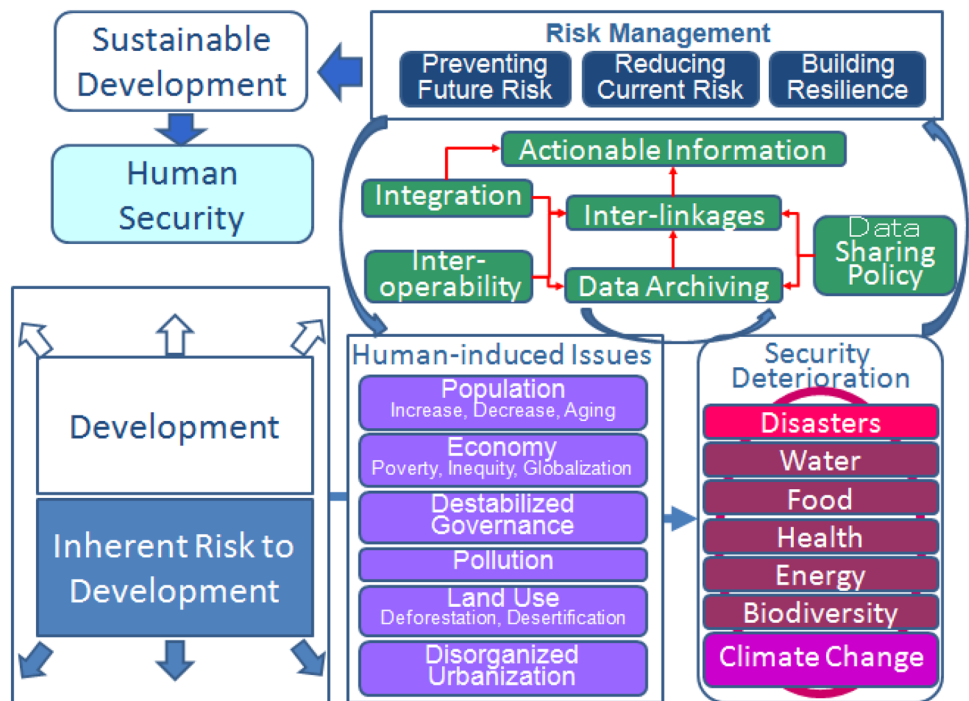 Sustainable
Development
Human
Security
Risk Management
Preventing
Future Risk
Reducing
Current Risk
Building
Resilience
Actionable Information
Integration
Inter-linkages
Inter-
operability
Data Archiving
Data
Sharing
Policy
Development
Inherent Risk to
Development
Human-induced Issues
Population
Increase, Decrease, Aging
Economy
Poverty, Inequity, Globalization
Destabilized
Governance
Pollution
Land Use
Deforestation, Desertification
Disorganized
Urbanization
Security
Deterioration
Disasters
Water
Food
Health
Energy
Biodiversity
Climate Change